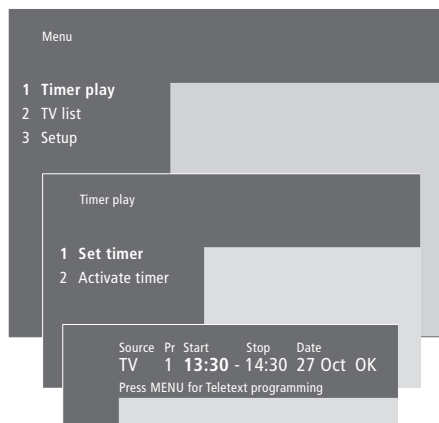 Menu
1 Timer play
2 TV list
3 Setup
Timer play
1 Set timer
2 Activate timer
Source Pr Start Stop Date
TV 1 13:30 - 14:30 27 Oct OK
Press MENU for Teletext programming